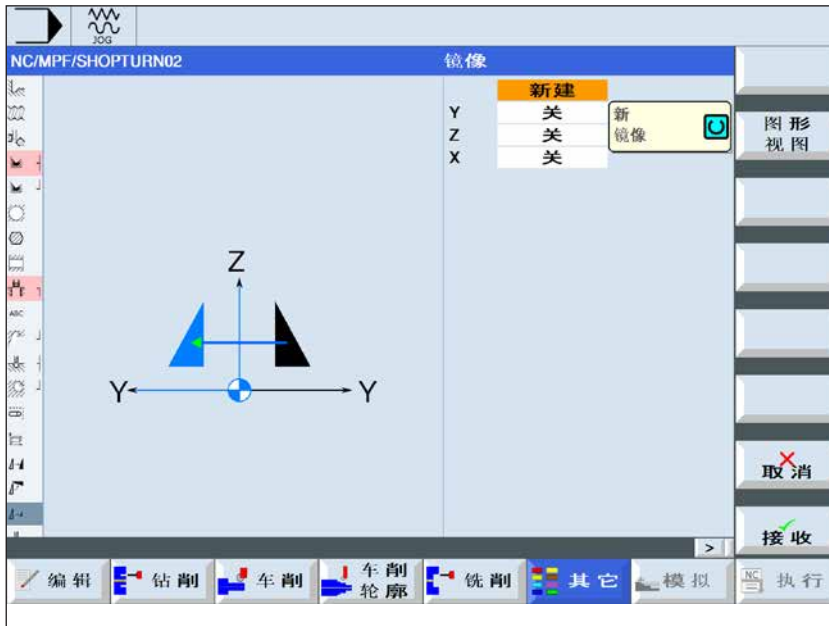 JOG
NC/MPF/SHOPTURN02
镜像
新建
Y 关
Z 关
X 关
新
镜像
图形
视图
Z
Y Y
ABC
取消
接收
>
编辑
钻削
车削
车削
轮廓
铣削
其它
模拟
NC
执行